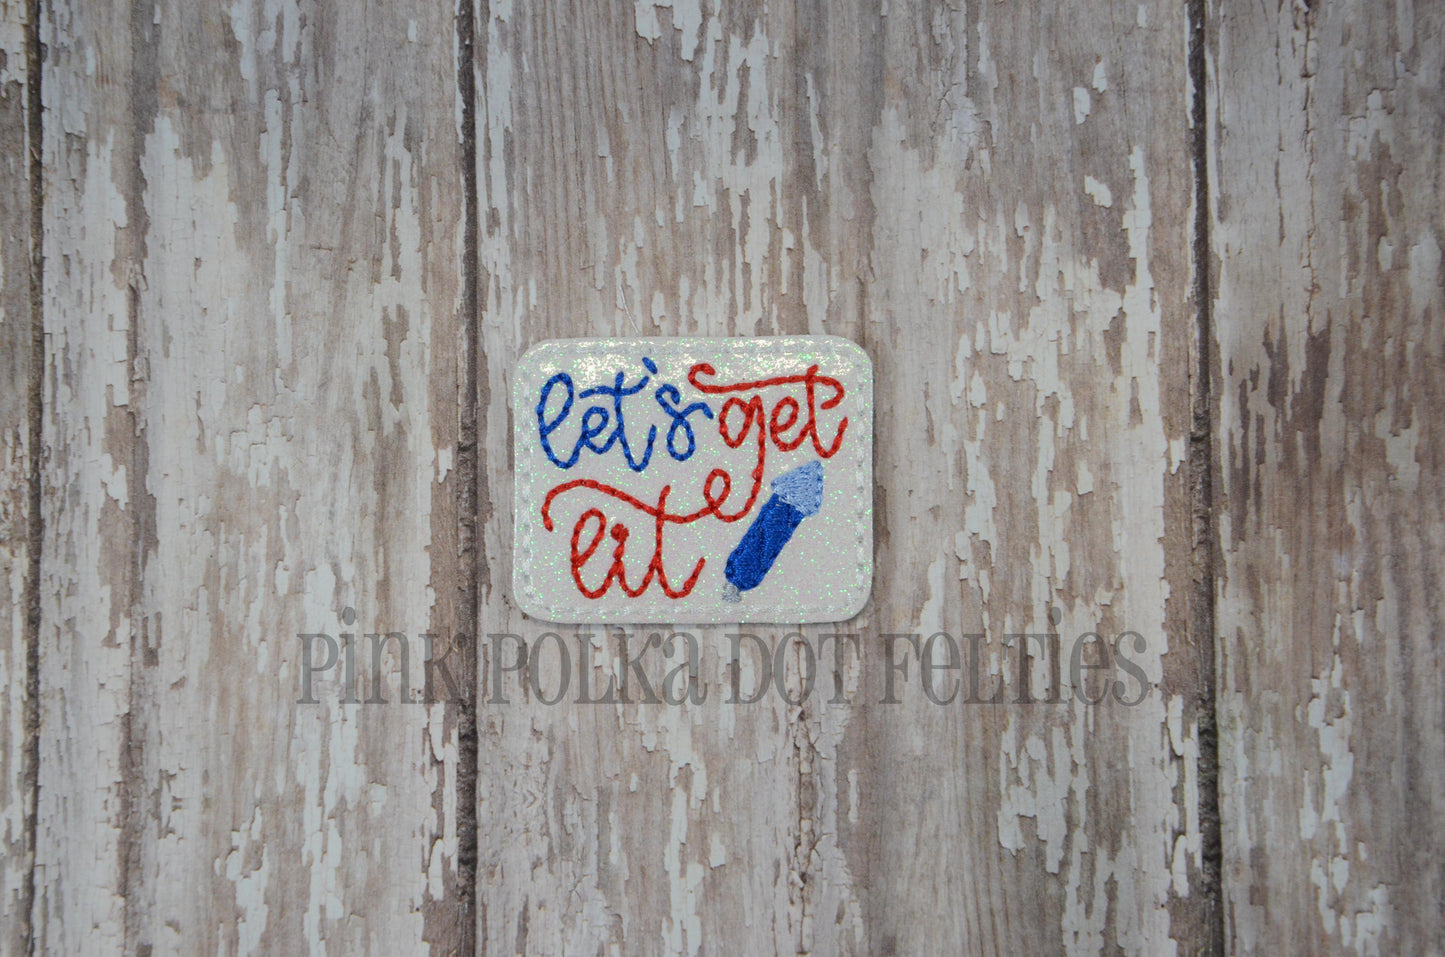 let's get
lit
Pink Polka Dot Felties